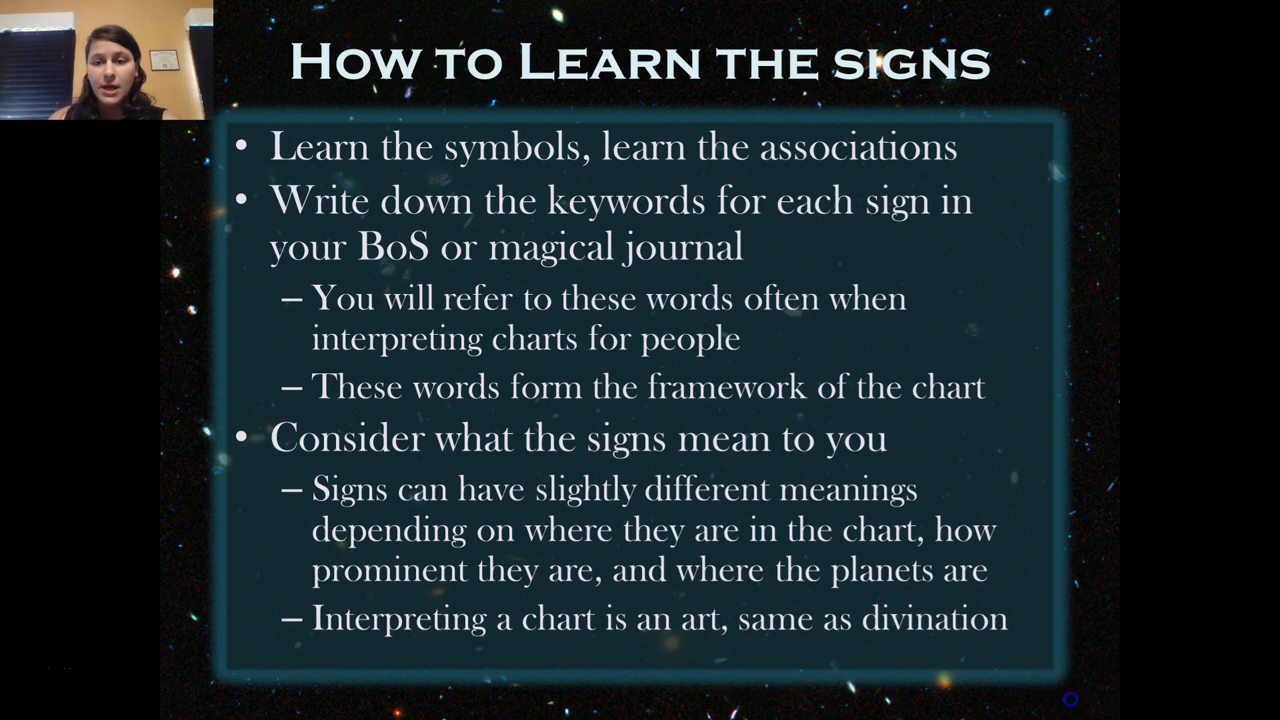 How to Learn the signs
• Learn the symbols, learn the associations
• Write down the keywords for each sign in
your BoS or magical journal
– You will refer to these words often when
interpreting charts for people
– These words form the framework of the chart
• Consider what the signs mean to you
– Signs can have slightly different meanings
depending on where they are in the chart, how
prominent they are, and where the planets are
– Interpreting a chart is an art, same as divination